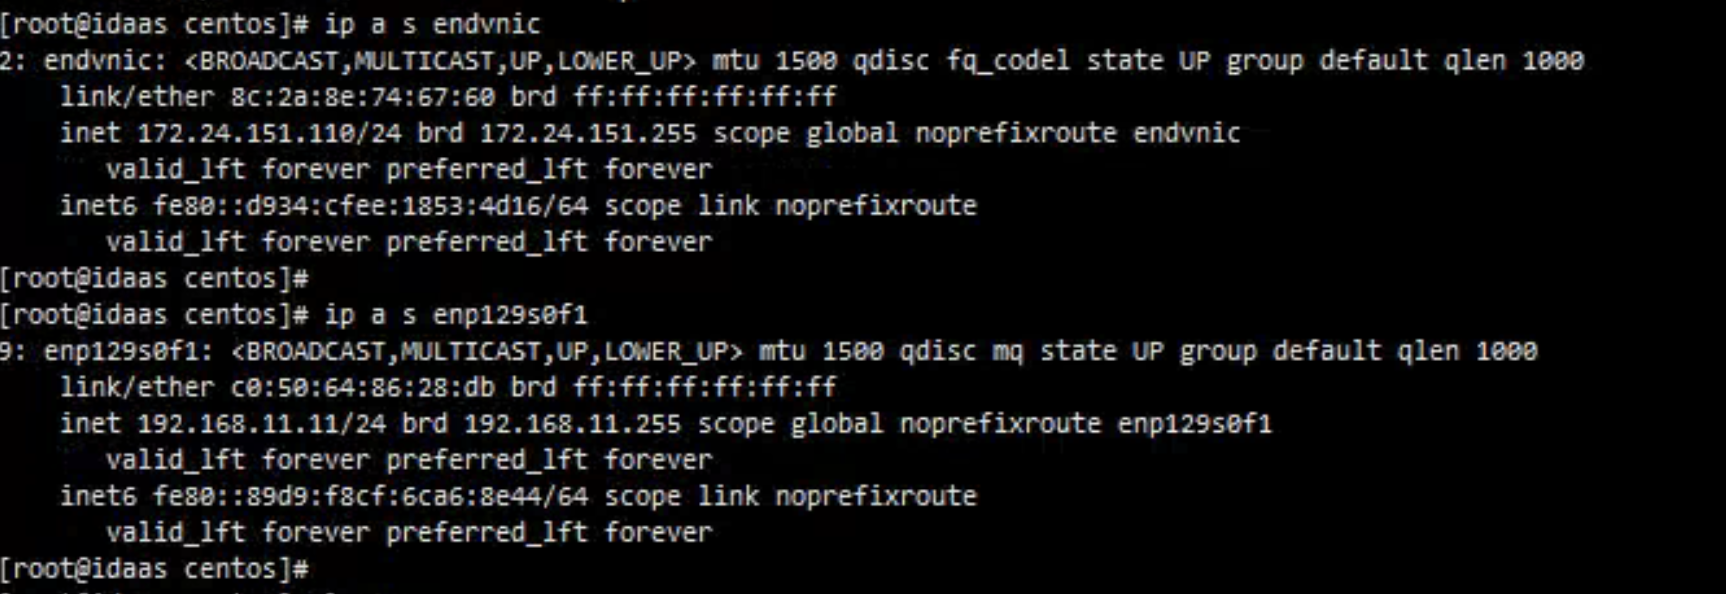 [root@idaas centos]# ip a s endvnic
2: endvnic: <BROADCAST,MULTICAST,UP,LOWER_UP> mtu 1500 qdisc fq_codel state UP group default qlen 1000
    link/ether 8c:2a:8e:74:67:60 brd ff:ff:ff:ff:ff:ff
    inet 172.24.151.110/24 brd 172.24.151.255 scope global noprefixroute endvnic
       valid_lft forever preferred_lft forever
    inet6 fe80::d934:cfee:1853:4d16/64 scope link noprefixroute
       valid_lft forever preferred_lft forever
[root@idaas centos]#
[root@idaas centos]# ip a s enp129s0f1
9: enp129s0f1: <BROADCAST,MULTICAST,UP,LOWER_UP> mtu 1500 qdisc mq state UP group default qlen 1000
    link/ether c0:50:64:86:28:db brd ff:ff:ff:ff:ff:ff
    inet 192.168.11.11/24 brd 192.168.11.255 scope global noprefixroute enp129s0f1
       valid_lft forever preferred_lft forever
    inet6 fe80::89d9:f8cf:6ca6:8e44/64 scope link noprefixroute
       valid_lft forever preferred_lft forever
[root@idaas centos]#